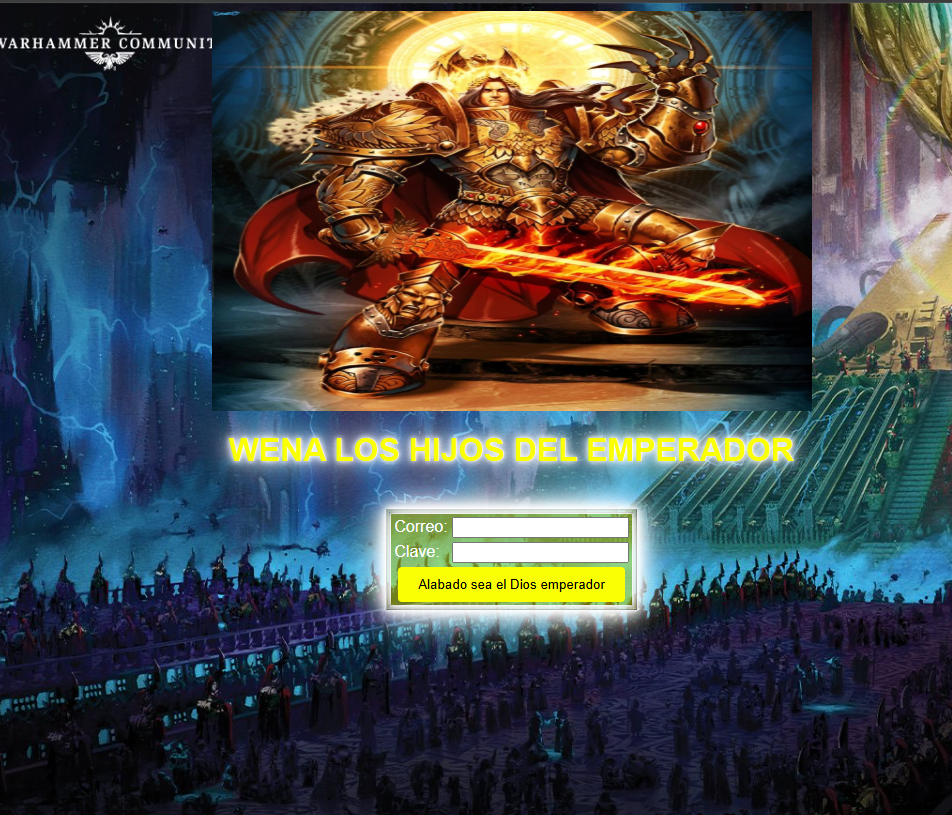 WARHAMMER COMMUNIT
WENA LOS HIJOS DEL EMPERADOR
Correo:
Clave:
Alabado sea el Dios emperador